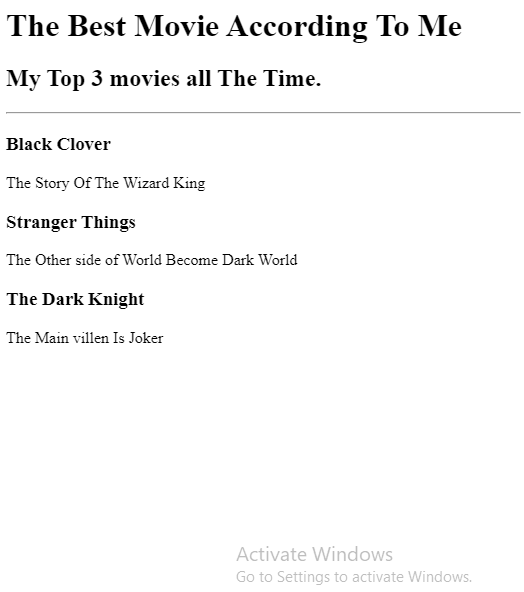 The Best Movie According To Me
My Top 3 movies all The Time.
Black Clover
The Story Of The Wizard King
Stranger Things
The Other side of World Become Dark World
The Dark Knight
The Main villen Is Joker
Activate Windows
Go to Settings to activate Windows.